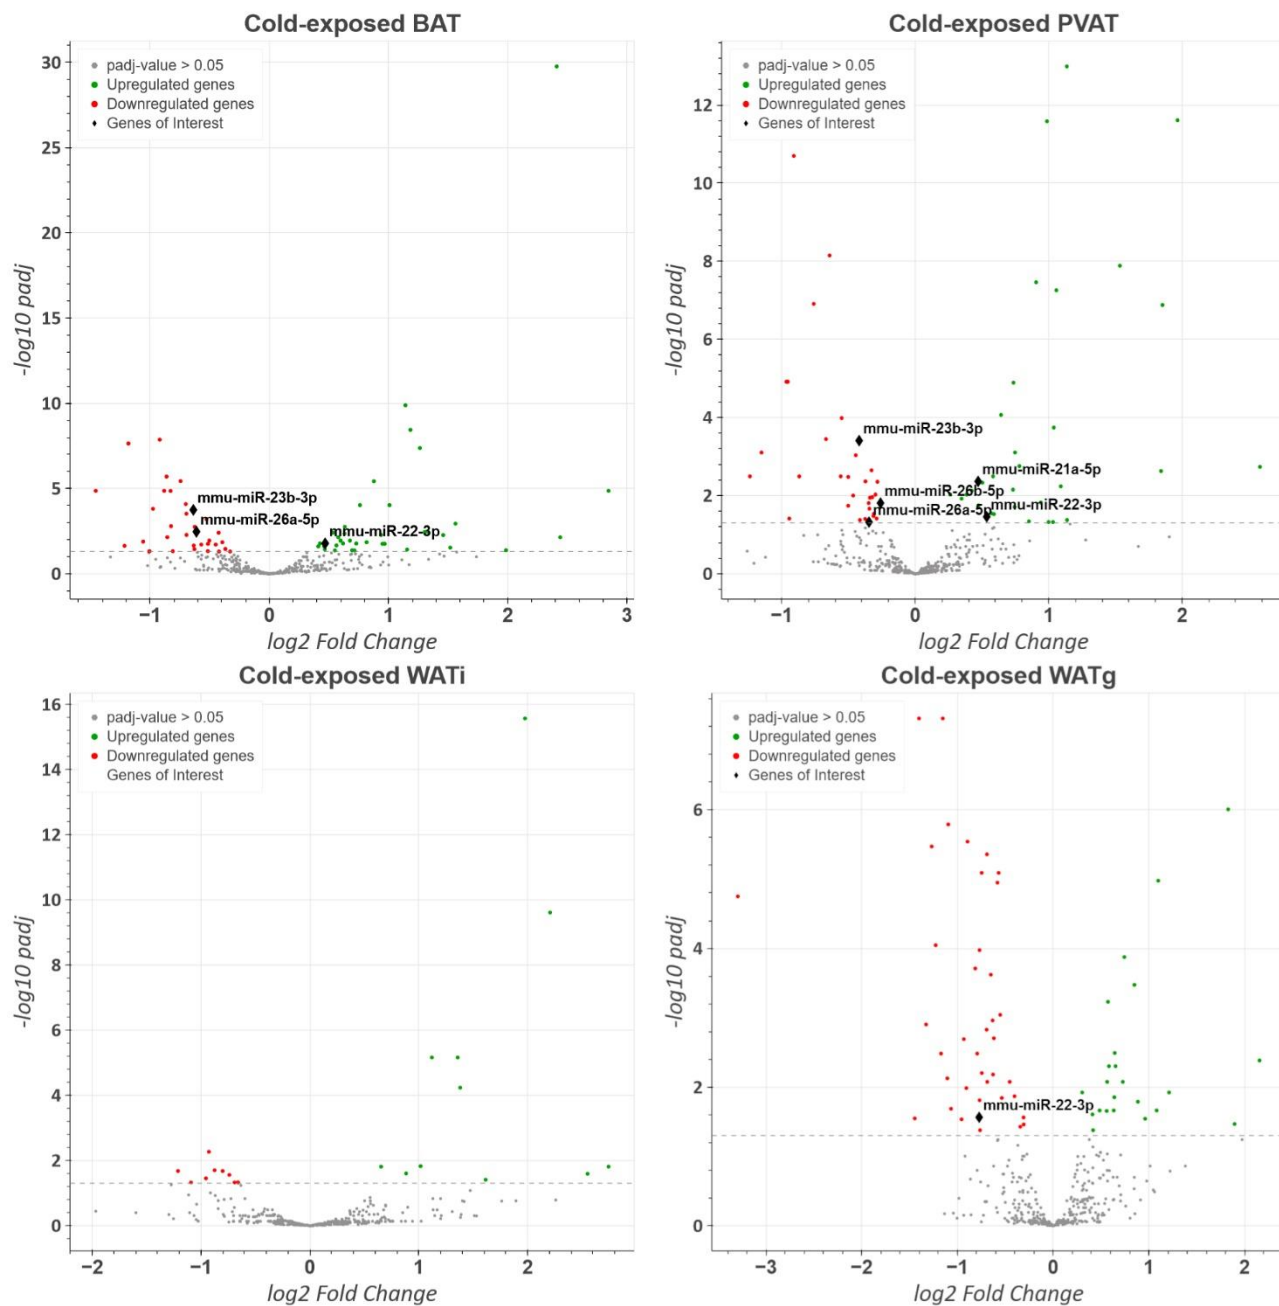 Cold-exposed BAT
padj-value > 0.05
Upregulated genes
Downregulated genes
Genes of Interest
mmu-miR-23b-3p
mmu-miR-26a-5p
mmu-miR-22-3p
30
25
20
15
10
5
0
-log10 padj
−1
0
1
2
3
log2 Fold Change
Cold-exposed PVAT
padj-value > 0.05
Upregulated genes
Downregulated genes
Genes of Interest
mmu-miR-23b-3p
mmu-miR-21a-5p
mmu-miR-26b-5p
mmu-miR-22-3p
mmu-miR-26a-5p
12
10
8
6
4
2
0
-log10 padj
−1
0
1
2
log2 Fold Change
Cold-exposed WATi
padj-value > 0.05
Upregulated genes
Downregulated genes
Genes of Interest
16
14
12
10
8
6
4
2
0
-log10 padj
−2
−1
0
1
2
log2 Fold Change
Cold-exposed WATg
padj-value > 0.05
Upregulated genes
Downregulated genes
Genes of Interest
mmu-miR-22-3p
6
4
2
0
-log10 padj
−3
−2
−1
0
1
2
log2 Fold Change